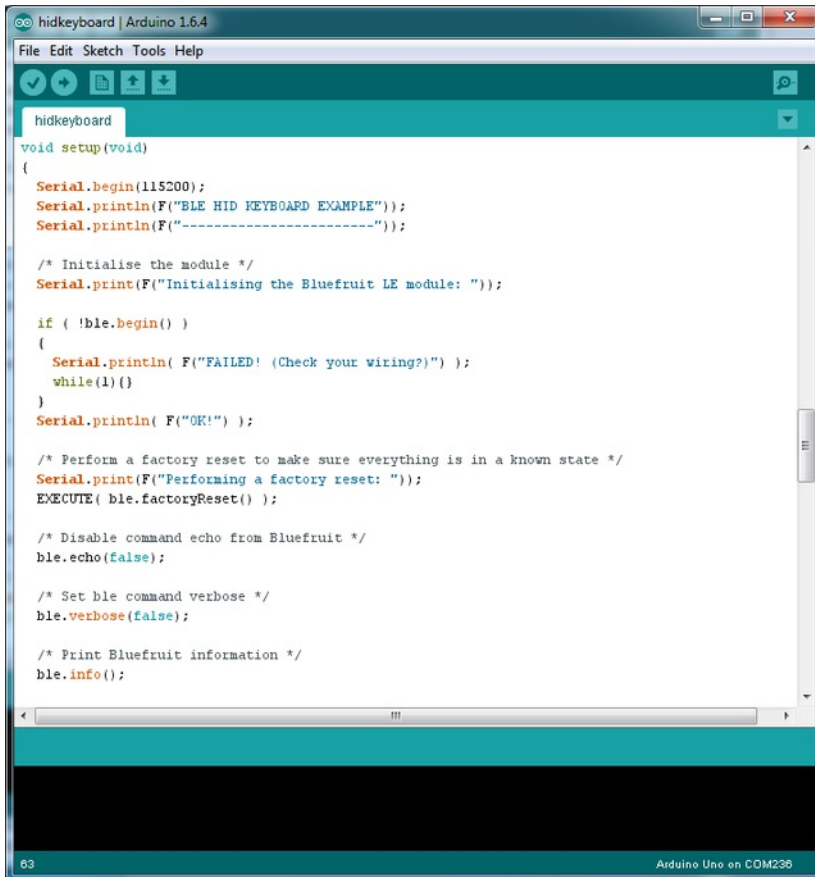 hidkeyboard | Arduino 1.6.4
File Edit Sketch Tools Help
hidkeyboard
void setup(void)
{
  Serial.begin(115200);
  Serial.println(F("BLE HID KEYBOARD EXAMPLE"));
  Serial.println(F("------------------------"));

  /* Initialise the module */
  Serial.print(F("Initialising the Bluefruit LE module: "));

  if ( !ble.begin() )
  {
    Serial.println( F("FAILED! (Check your wiring?)") );
    while(1){}
  }
  Serial.println( F("OK!") );

  /* Perform a factory reset to make sure everything is in a known state */
  Serial.print(F("Performing a factory reset: "));
  EXECUTE( ble.factoryReset() );

  /* Disable command echo from Bluefruit */
  ble.echo(false);

  /* Set ble command verbose */
  ble.verbose(false);

  /* Print Bluefruit information */
  ble.info();
63
Arduino Uno on COM236